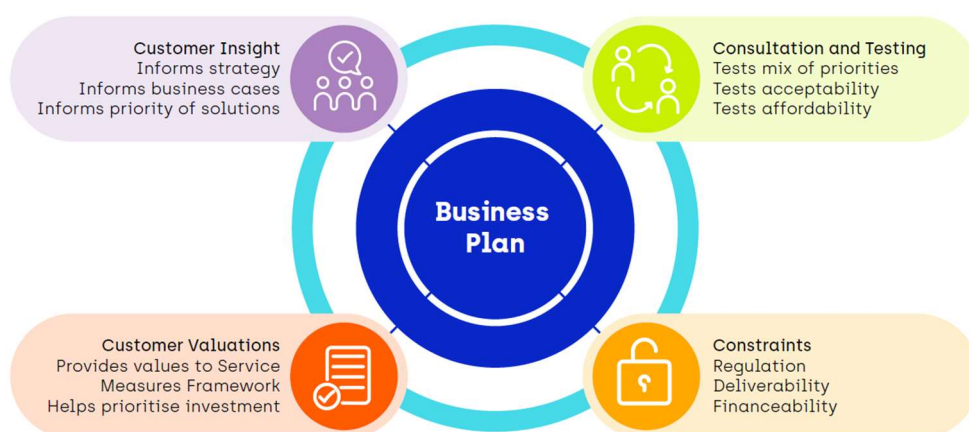 Customer Insight
Informs strategy
Informs business cases
Informs priority of solutions
Consultation and Testing
Tests mix of priorities
Tests acceptability
Tests affordability
Business
Plan
Customer Valuations
Provides values to Service
Measures Framework
Helps prioritise investment
Constraints
Regulation
Deliverability
Financeability